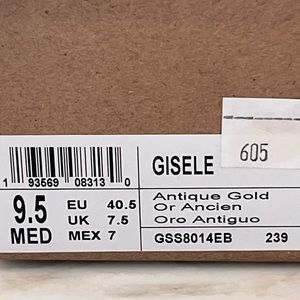 605
GISELE
1 93569 08313 0
9.5 MED
EU 40.5
UK 7.5
MEX 7
Antique Gold
Or Ancien
Oro Antiguo
GSS8014EB 239